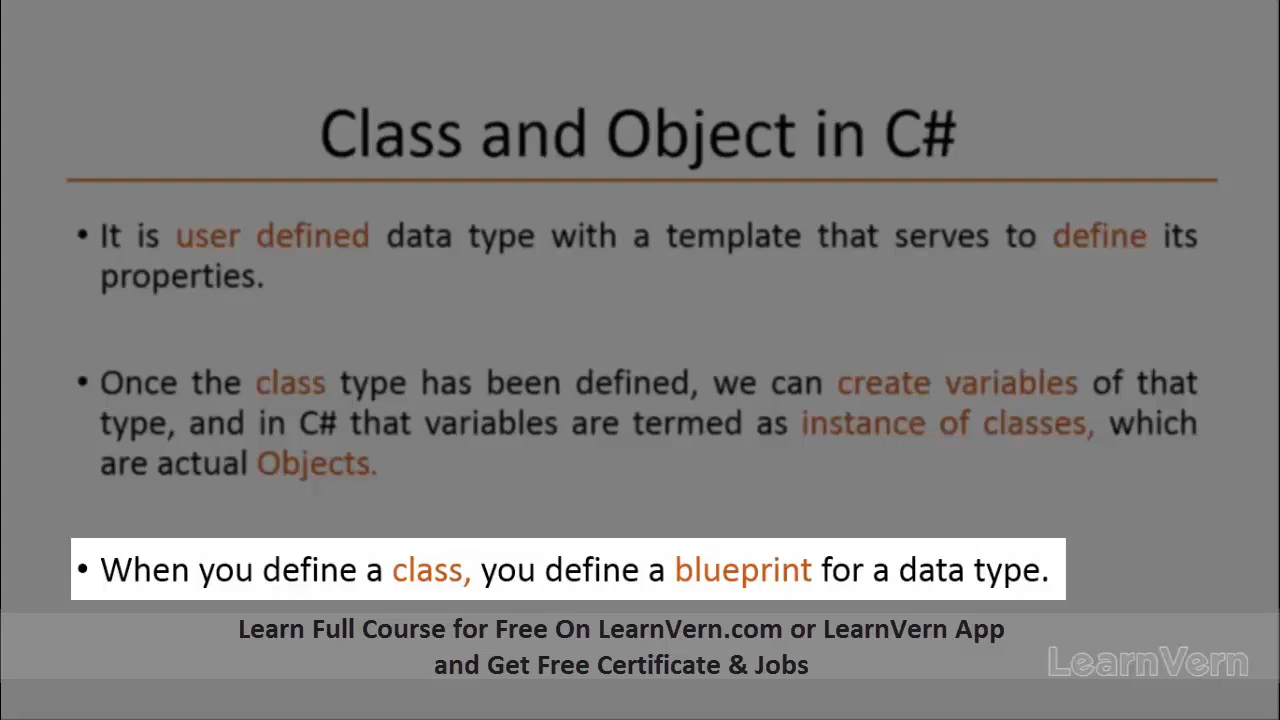 Class and Object in C#
• It is user defined data type with a template that serves to define its
properties.
• Once the class type has been defined, we can create variables of that
type, and in C# that variables are termed as instance of classes, which
are actual Objects.
• When you define a class, you define a blueprint for a data type.
Learn Full Course for Free On LearnVern.com or LearnVern App
and Get Free Certificate & Jobs
LearnVern